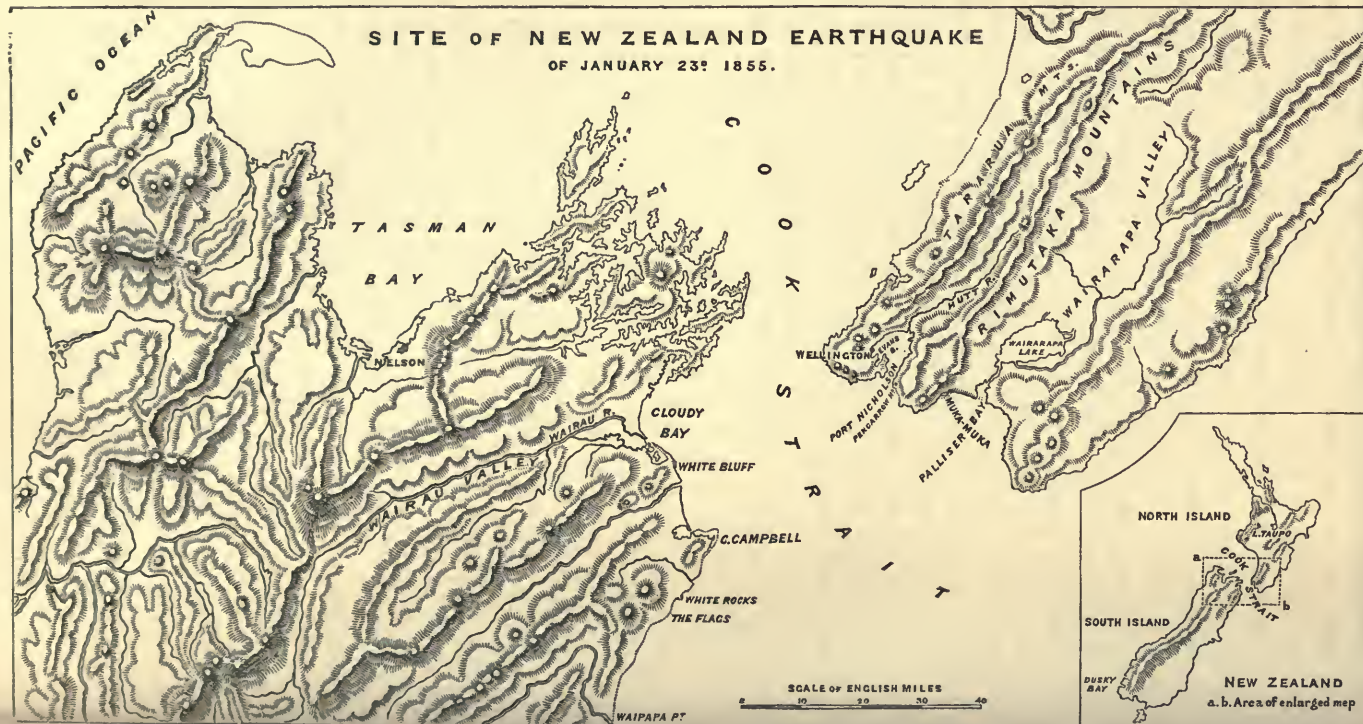 SITE OF NEW ZEALAND EARTHQUAKE
OF JANUARY 23D 1855.
PACIFIC OCEAN
TASMAN
BAY
COOK STRAIT
TARARUA MTS.
RIMUTAKA MOUNTAINS
WAIRARAPA VALLEY
HUTT R.
WAIRARAPA
LAKE
WELLINGTON
EVANS
B.
PORT NICHOLSON
PENCARROW
MUKA-MUKA
PALLISER BAY
NELSON
CLOUDY
BAY
WAIRAU R.
WAIRAU VALLEY
WHITE BLUFF
C. CAMPBELL
WHITE ROCKS
THE FLAGS
WAIPAPA PT.
SCALE OF ENGLISH MILES
0 10 20 30 40
NORTH ISLAND
L. TAUPO
a
COOK STRAIT
b
SOUTH ISLAND
DUSKY
BAY
NEW ZEALAND
a. b. Area of enlarged map